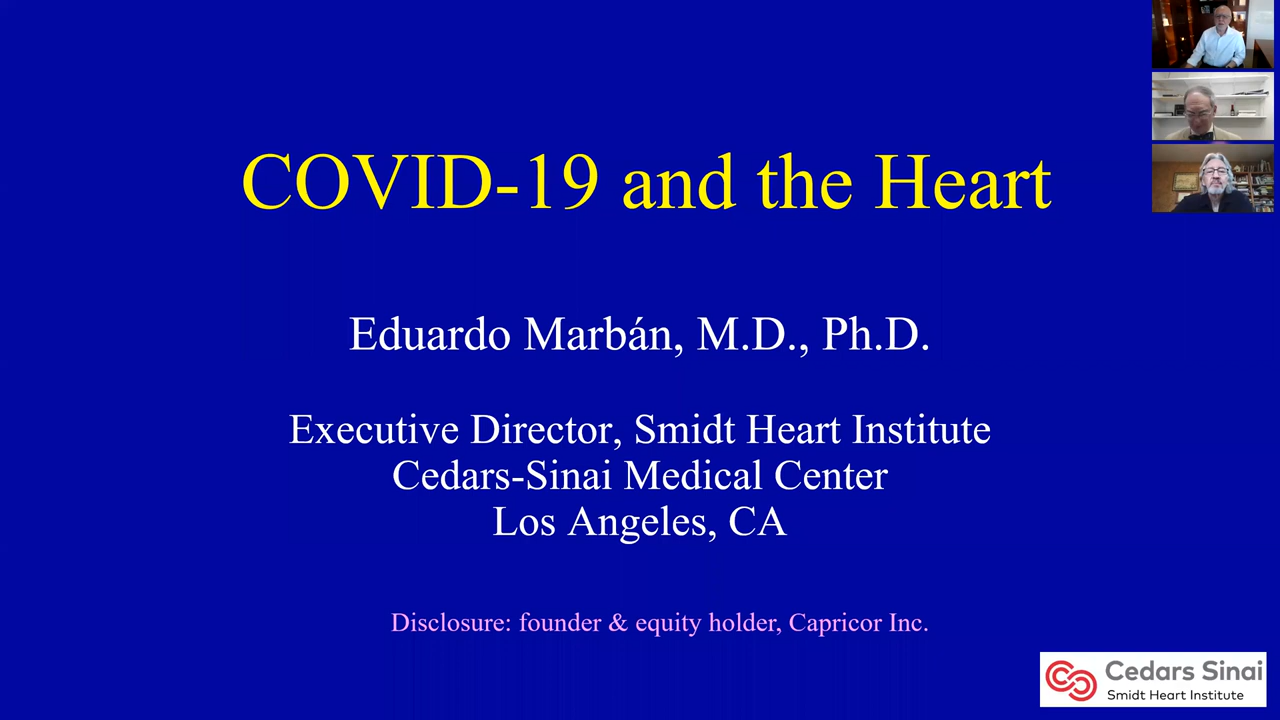 COVID-19 and the Heart
Eduardo Marbán, M.D., Ph.D.
Executive Director, Smidt Heart Institute
Cedars-Sinai Medical Center
Los Angeles, CA
Disclosure: founder & equity holder, Capricor Inc.
Cedars Sinai
Smidt Heart Institute